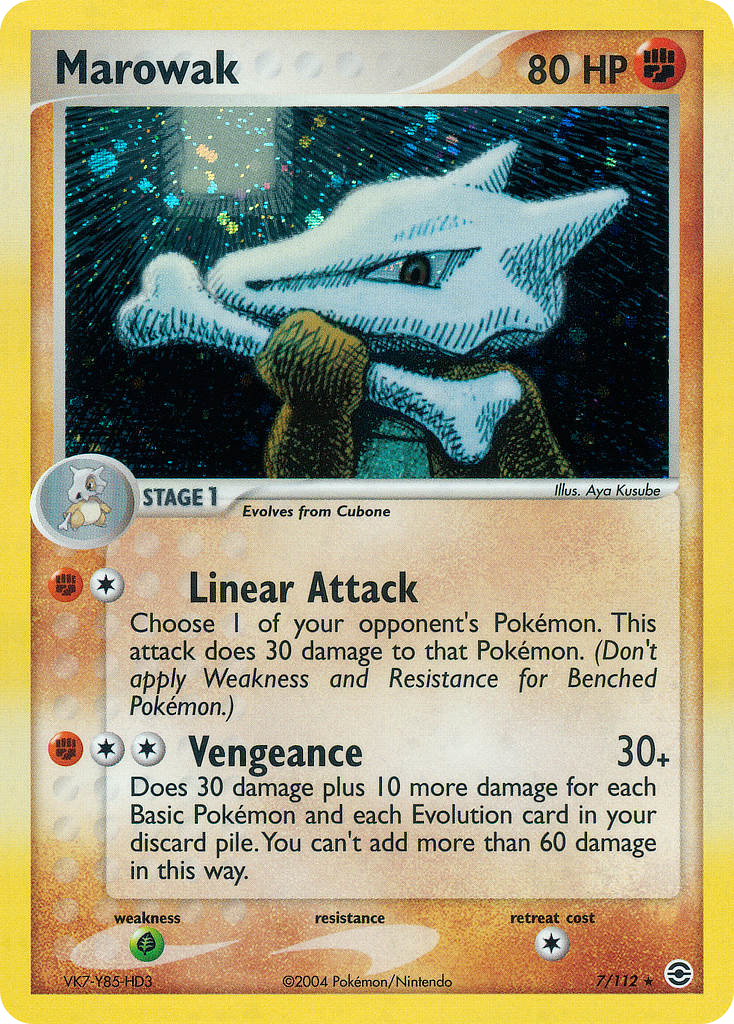 Marowak 80 HP
STAGE 1
Illus. Aya Kusube
Evolves from Cubone
Linear Attack
Choose 1 of your opponent's Pokémon. This
attack does 30 damage to that Pokémon. (Don't
apply Weakness and Resistance for Benched
Pokémon.)
Vengeance 30+
Does 30 damage plus 10 more damage for each
Basic Pokémon and each Evolution card in your
discard pile. You can't add more than 60 damage
in this way.
weakness resistance retreat cost
VK7-Y85-HD3 ©2004 Pokémon/Nintendo 7/112 ★